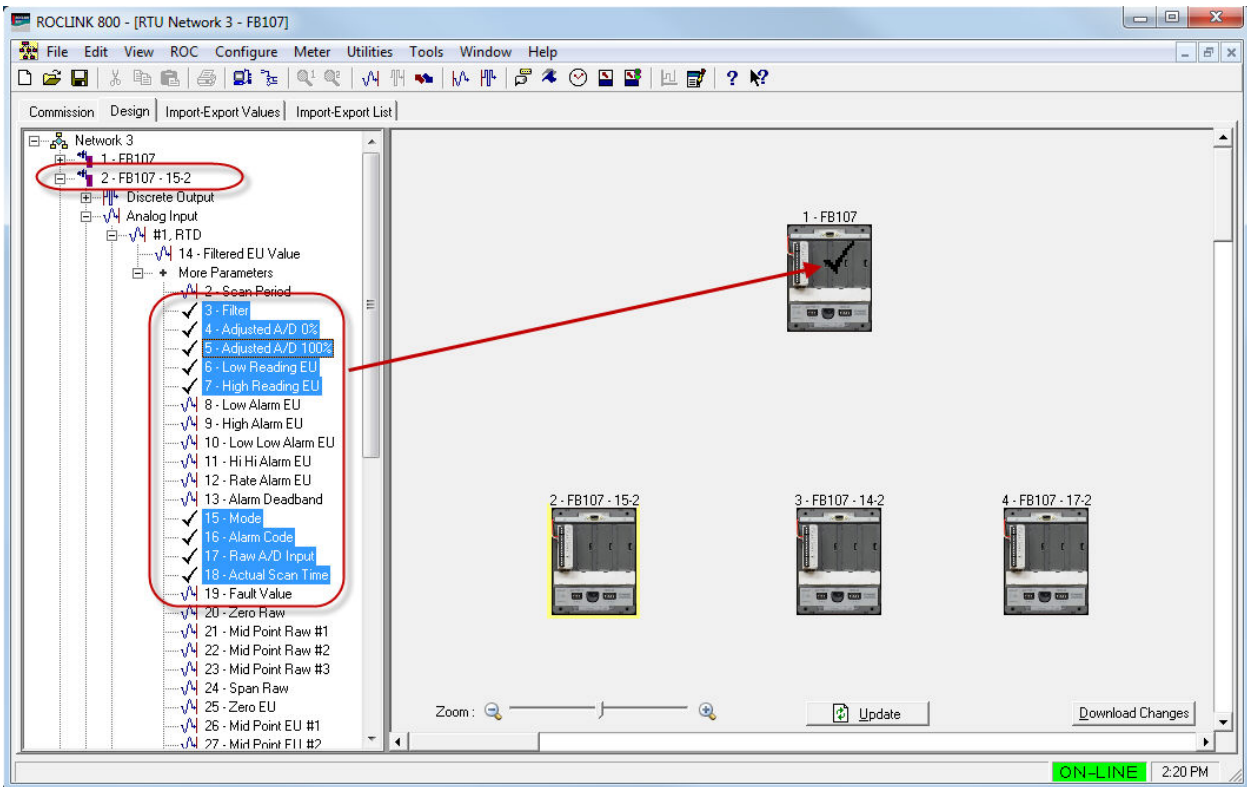 ROCLINK 800 - [RTU Network 3 - FB107]
File Edit View ROC Configure Meter Utilities Tools Window Help
Commission Design Import-Export Values Import-Export List
Network 3
1 - FB107
2 - FB107 - 15-2
Discrete Output
Analog Input
#1, RTD
14 - Filtered EU Value
More Parameters
2 - Scan Period
3 - Filter
4 - Adjusted A/D 0%
5 - Adjusted A/D 100%
6 - Low Reading EU
7 - High Reading EU
8 - Low Alarm EU
9 - High Alarm EU
10 - Low Low Alarm EU
11 - Hi Hi Alarm EU
12 - Rate Alarm EU
13 - Alarm Deadband
15 - Mode
16 - Alarm Code
17 - Raw A/D Input
18 - Actual Scan Time
19 - Fault Value
20 - Zero Raw
21 - Mid Point Raw #1
22 - Mid Point Raw #2
23 - Mid Point Raw #3
24 - Span Raw
25 - Zero EU
26 - Mid Point EU #1
27 - Mid Point EU #2
1 - FB107
2 - FB107 - 15-2
3 - FB107 - 14-2
4 - FB107 - 17-2
Zoom :
Update
Download Changes
ON-LINE
2:20 PM